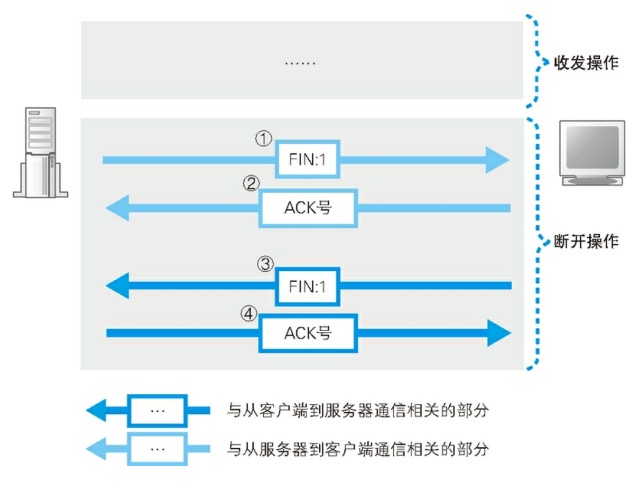 ……
收发操作
①
FIN:1
②
ACK号
断开操作
③
FIN:1
④
ACK号
… 与从客户端到服务器通信相关的部分
… 与从服务器到客户端通信相关的部分